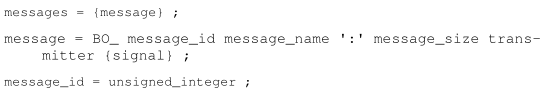 messages = {message} ;
message = BO_ message_id message_name ':' message_size trans-
mitter {signal} ;
message_id = unsigned_integer ;